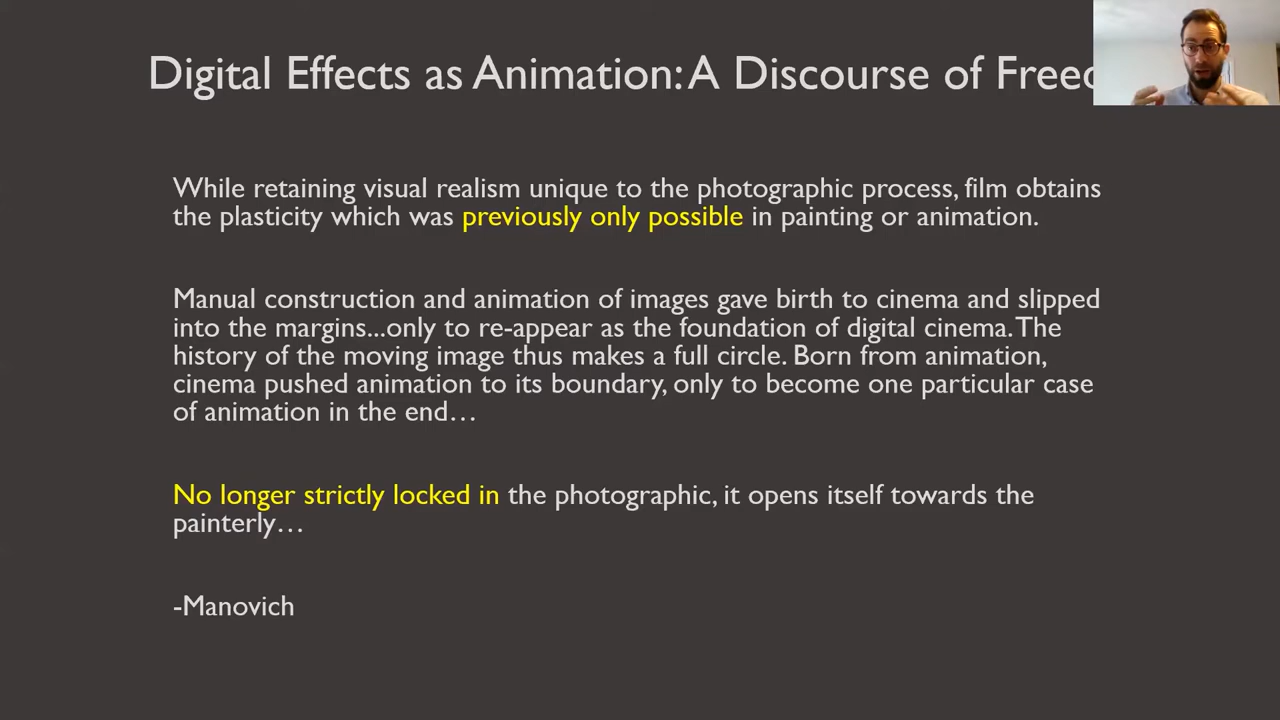 Digital Effects as Animation: A Discourse of
While retaining visual realism unique to the photographic process, film obtains
the plasticity which was previously only possible in painting or animation.
Manual construction and animation of images gave birth to cinema and slipped
into the margins...only to re-appear as the foundation of digital cinema. The
history of the moving image thus makes a full circle. Born from animation,
cinema pushed animation to its boundary, only to become one particular case
of animation in the end…
No longer strictly locked in the photographic, it opens itself towards the
painterly…
-Manovich